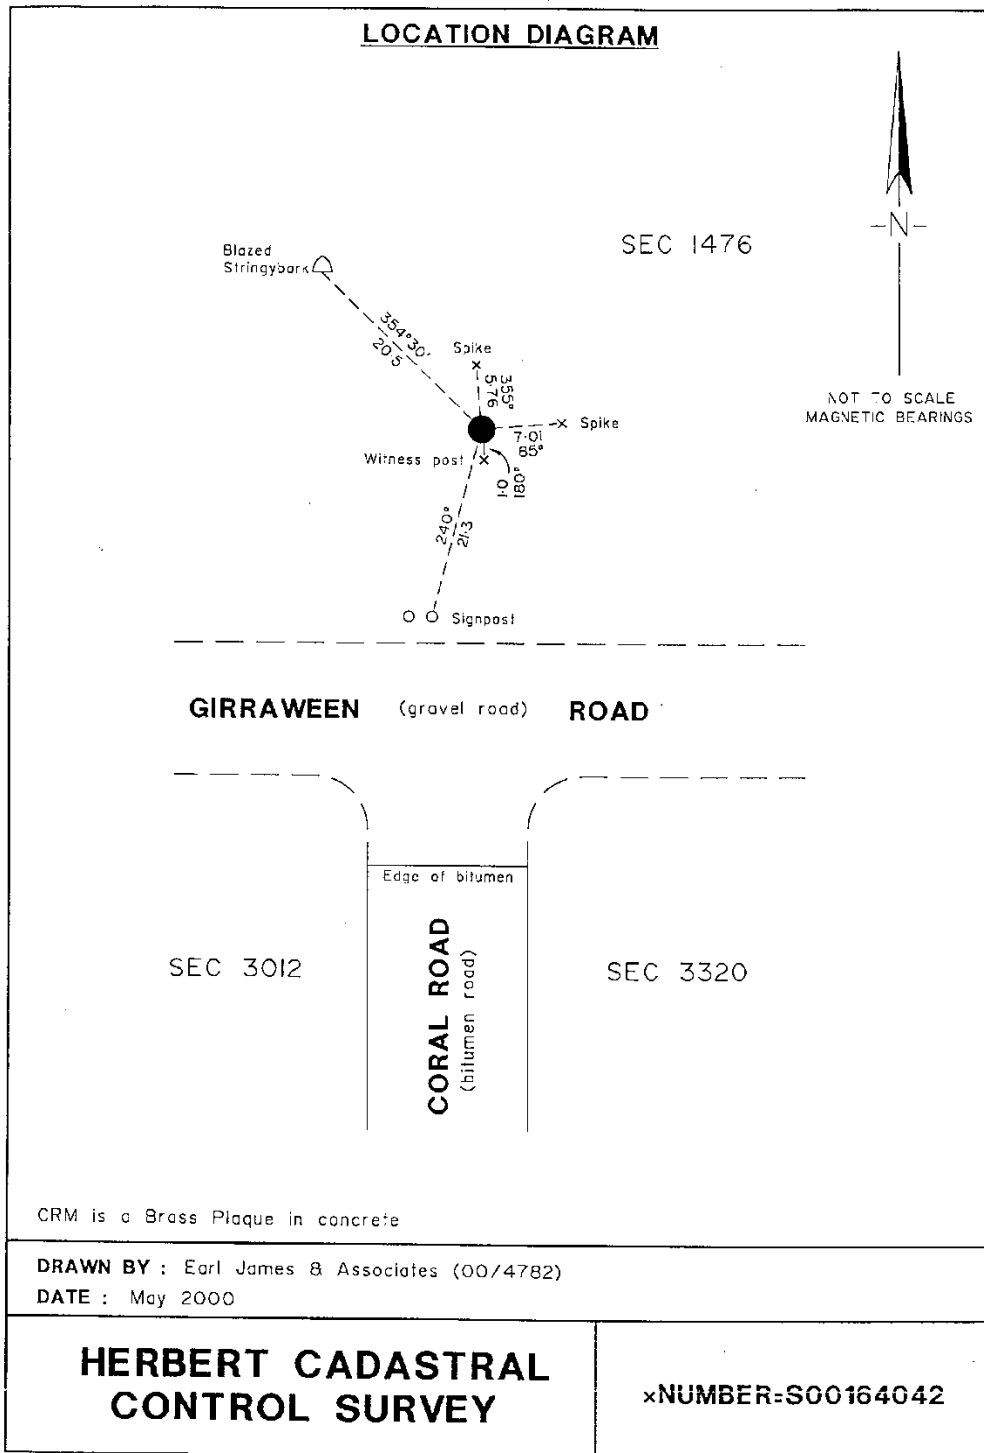 LOCATION DIAGRAM
-N-
SEC 1476
Blazed
Stringybark
354°30'
20·5
Spike
355°
5·76
NOT TO SCALE
MAGNETIC BEARINGS
Spike
7·01
85°
Witness post
180°
1·0
240°
21·3
Signpost
GIRRAWEEN (gravel road) ROAD
Edge of bitumen
SEC 3012
CORAL ROAD
(bitumen road)
SEC 3320
CRM is a Brass Plaque in concrete
DRAWN BY : Earl James & Associates (00/4782)
DATE : May 2000
HERBERT CADASTRAL
CONTROL SURVEY
×NUMBER=S00164042